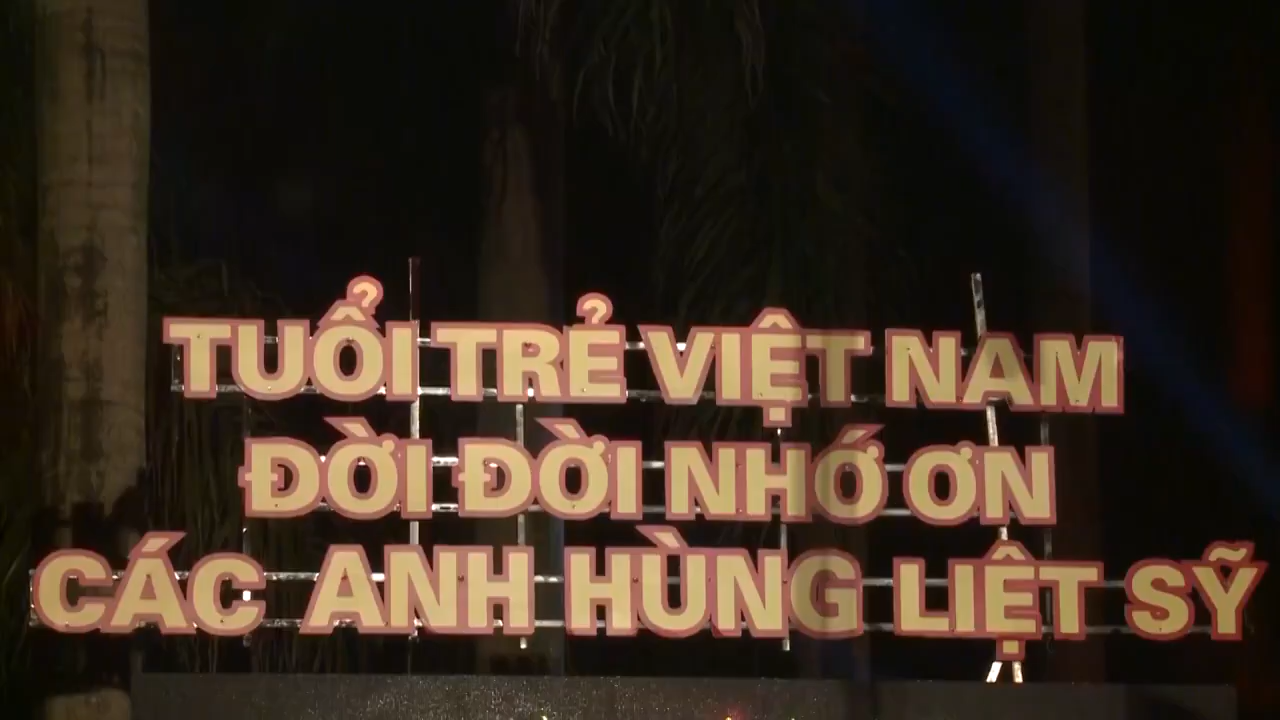 TUỔI TRẺ VIỆT NAM
ĐỜI ĐỜI NHỚ ƠN
CÁC ANH HÙNG LIỆT SỸ